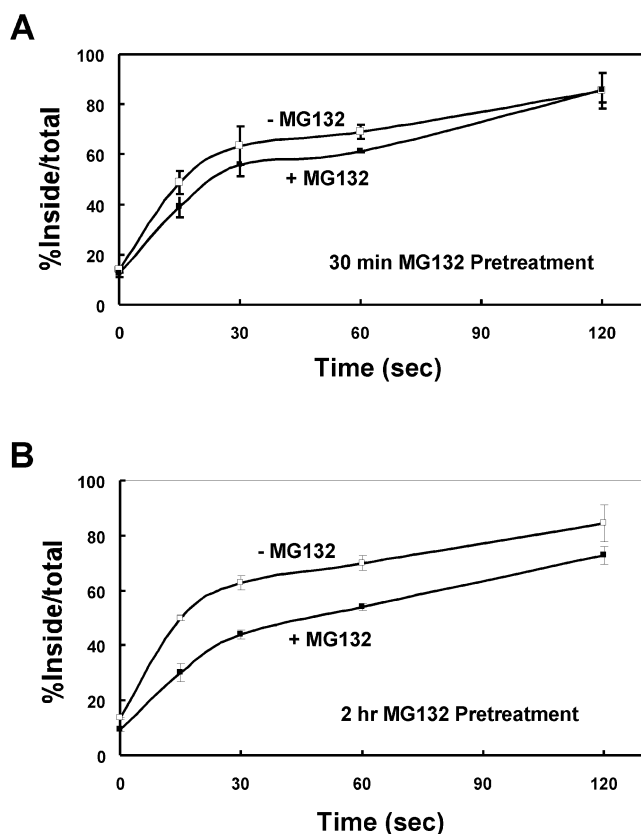 A
100
80
60
40
20
0
%Inside/total
- MG132
+ MG132
30 min MG132 Pretreatment
0 30 60 90 120
Time (sec)
B
100
80
60
40
20
0
%Inside/total
- MG132
+ MG132
2 hr MG132 Pretreatment
0 30 60 90 120
Time (sec)